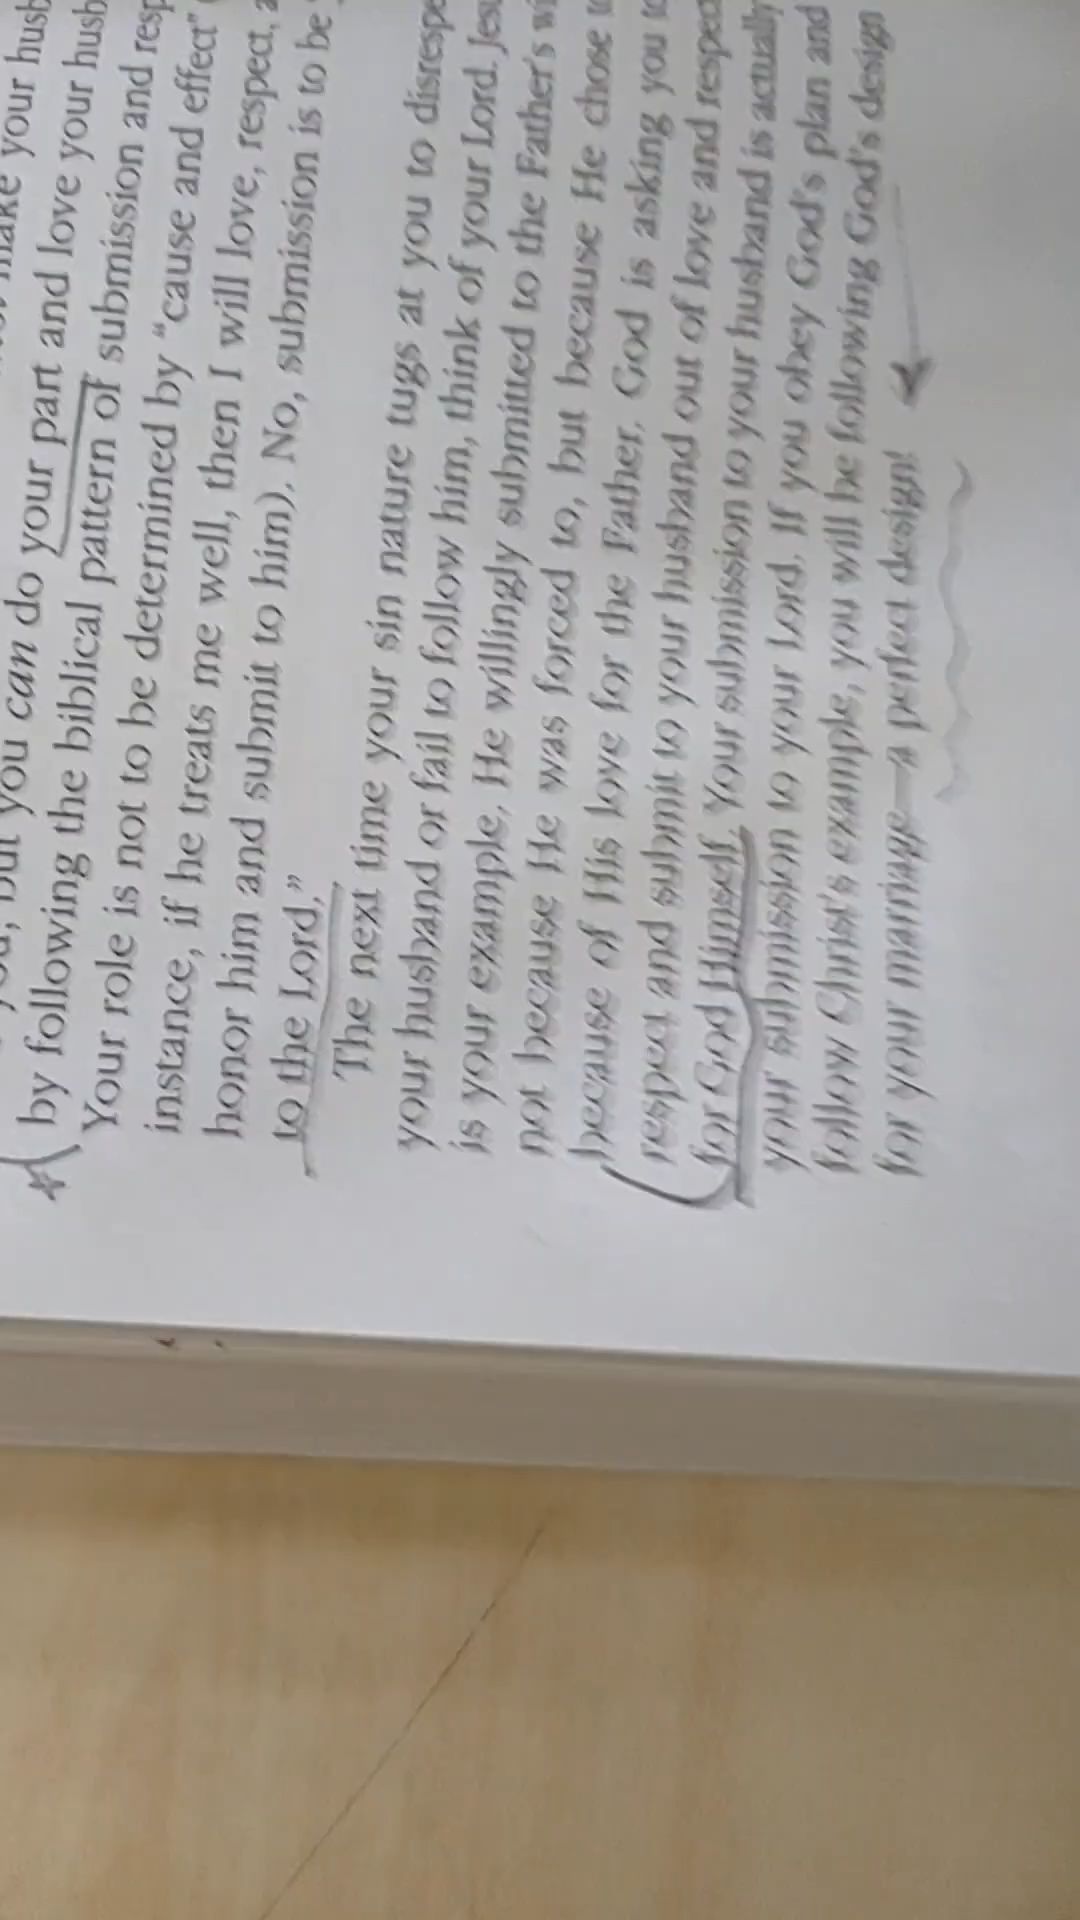 make your husb
you, but you can do your part and love your husb
by following the biblical pattern of submission and resp
Your role is not to be determined by “cause and effect” (
instance, if he treats me well, then I will love, respect, a
honor him and submit to him). No, submission is to be
to the Lord.”
The next time your sin nature tugs at you to disrespe
your husband or fail to follow him, think of your Lord. Jesu
is your example. He willingly submitted to the Father's wi
not because He was forced to, but because He chose to
because of His love for the Father. God is asking you to
respect and submit to your husband out of love and respect
for God Himself. Your submission to your husband is actually
your submission to your Lord. If you obey God's plan and
follow Christ's example, you will be following God's design
for your marriage—a perfect design!